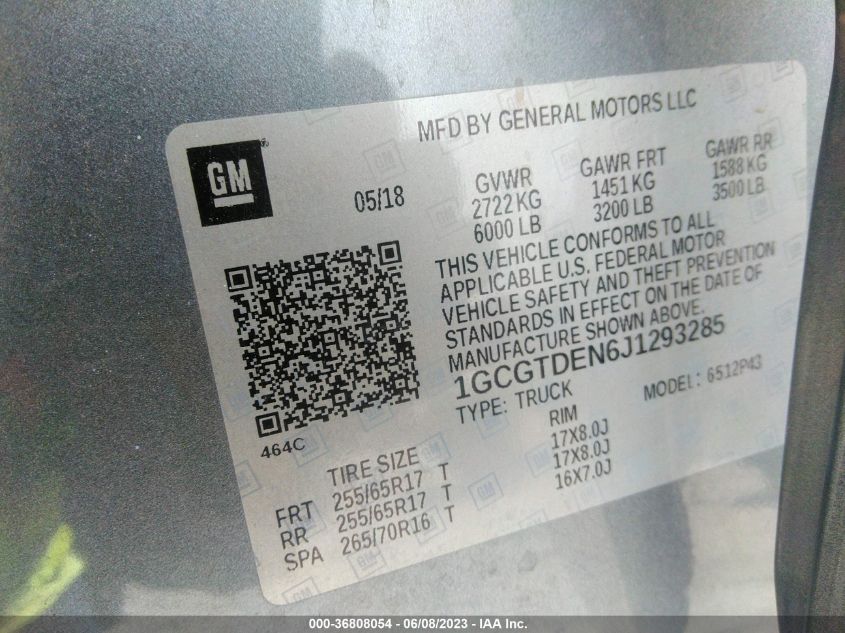 MFD BY GENERAL MOTORS LLC
GM
05/18
GVWR GAWR FRT GAWR RR
2722 KG 1451 KG 1588 KG
6000 LB 3200 LB 3500 LB
THIS VEHICLE CONFORMS TO ALL
APPLICABLE U.S. FEDERAL MOTOR
VEHICLE SAFETY AND THEFT PREVENTION
STANDARDS IN EFFECT ON THE DATE OF
MANUFACTURE SHOWN ABOVE.
1GCGTDEN6J1293285
TYPE: TRUCK MODEL: 6512P43
464C
TIRE SIZE RIM
FRT 255/65R17 T 17X8.0J
RR 255/65R17 T 17X8.0J
SPA 265/70R16 T 16X7.0J
000-36808054 - 06/08/2023 - IAA Inc.